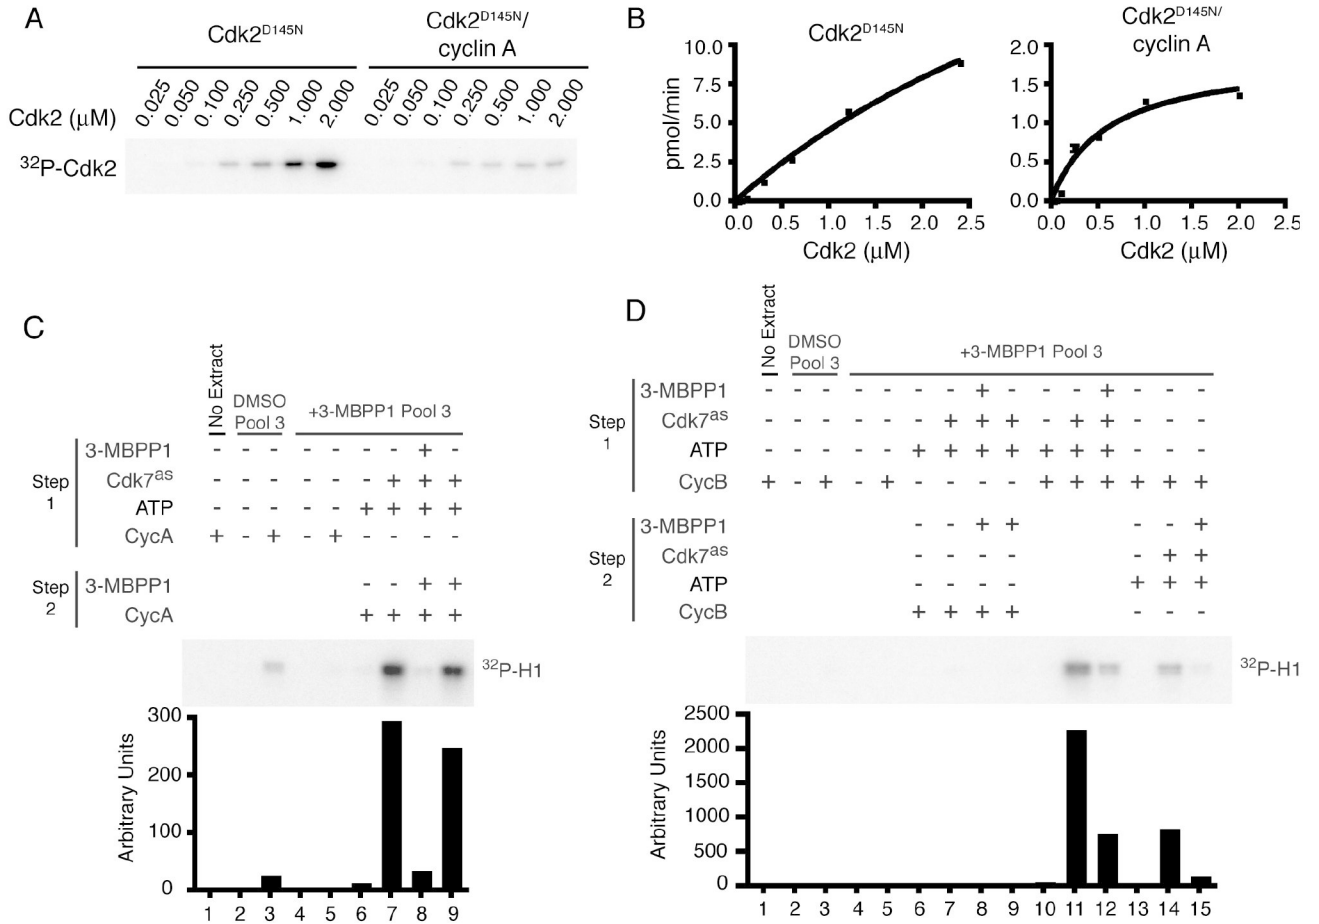 A
Cdk2D145N
Cdk2D145N/
cyclin A
Cdk2 (μM)
0.025 0.050 0.100 0.250 0.500 1.000 2.000 0.025 0.050 0.100 0.250 0.500 1.000 2.000
32P-Cdk2
B
Cdk2D145N
pmol/min
10.0
7.5
5.0
2.5
0.0
0.0 0.5 1.0 1.5 2.0 2.5
Cdk2 (μM)
Cdk2D145N/
cyclin A
2.0
1.5
1.0
0.5
0.0
0.0 0.5 1.0 1.5 2.0 2.5
Cdk2 (μM)
C
No Extract
DMSO
Pool 3
+3-MBPP1 Pool 3
Step
1
3-MBPP1 - - - - - - - + -
Cdk7as - - - - - - + + +
ATP - - - - - + + + +
CycA + - + - + - - - -
Step
2
3-MBPP1 - - + +
CycA + + + +
32P-H1
Arbitrary Units
300
200
100
0
1 2 3 4 5 6 7 8 9
D
No Extract
DMSO
Pool 3
+3-MBPP1 Pool 3
Step
1
3-MBPP1 - - - - - - - + - - - + - - -
Cdk7as - - - - - - + + + - + + - - -
ATP - - - - - + + + + + + + - - -
CycB + - + - + - - - - + + + + + +
Step
2
3-MBPP1 - - + + - - +
Cdk7as - - - - - + +
ATP - - - - + + +
CycB + + + + - - -
32P-H1
Arbitrary Units
2500
2000
1500
1000
500
0
1 2 3 4 5 6 7 8 9 10 11 12 13 14 15